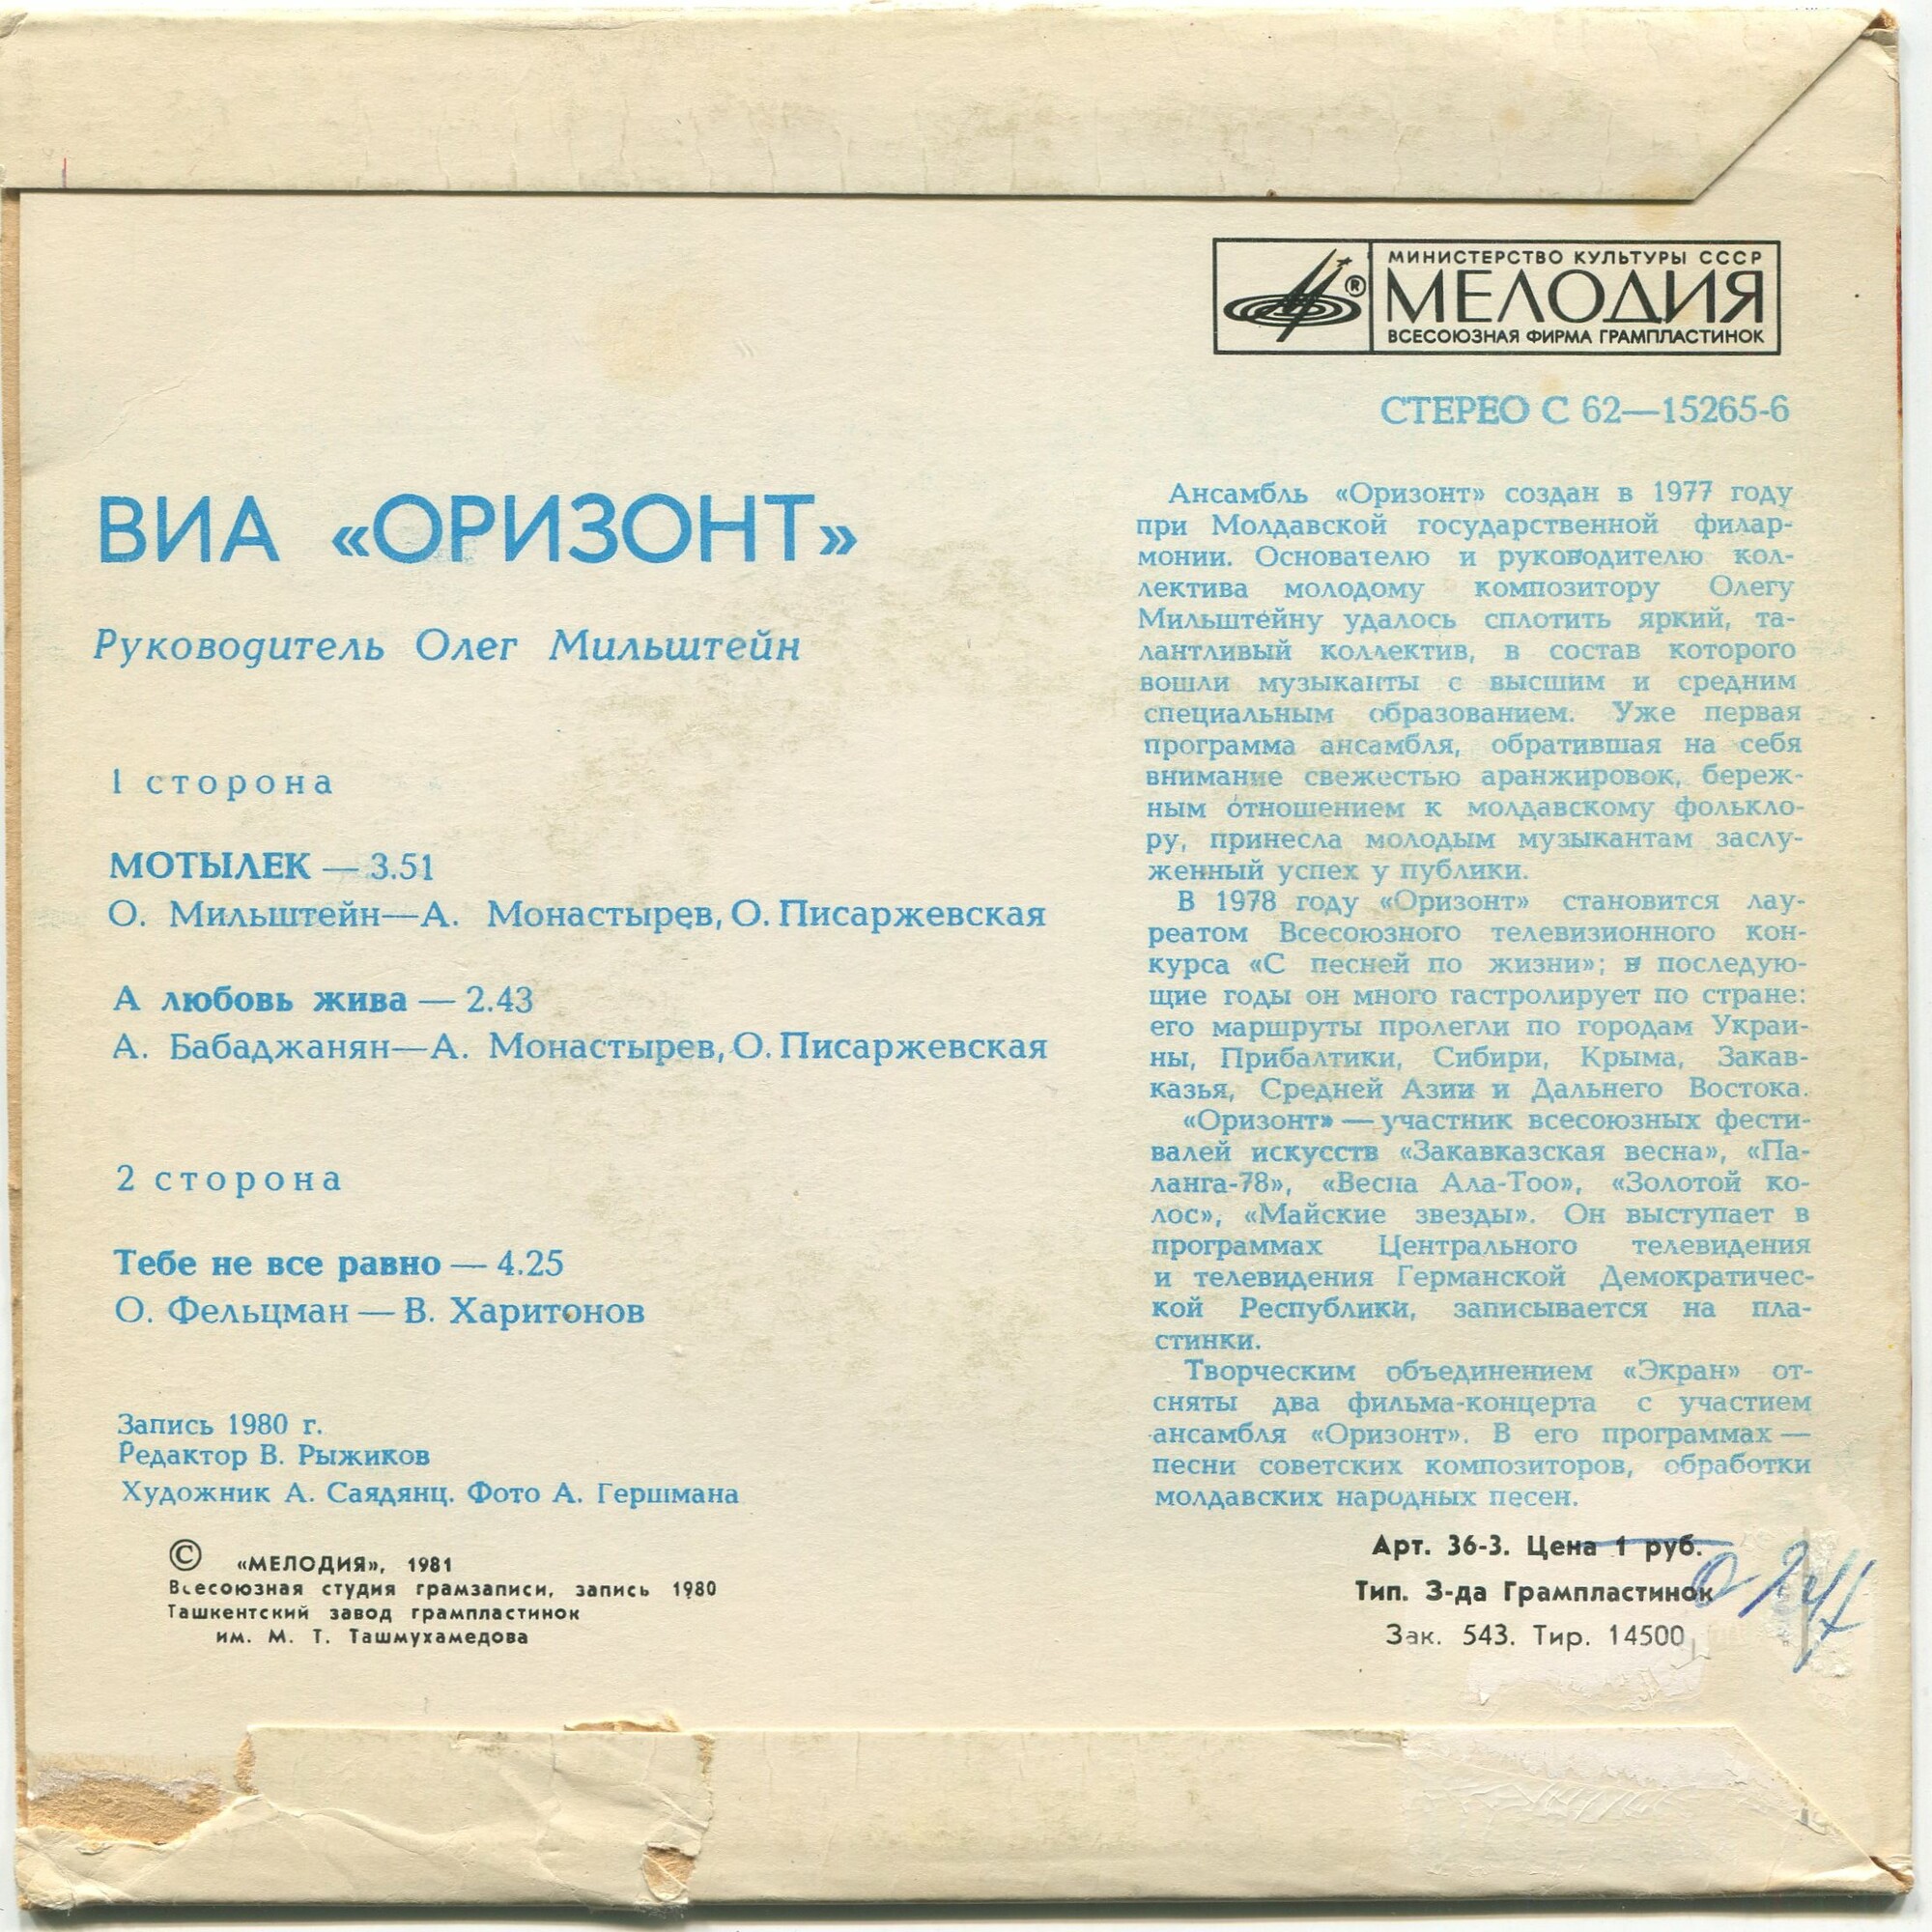 МИНИСТЕРСТВО КУЛЬТУРЫ СССР
МЕЛОДИЯ
®
ВСЕСОЮЗНАЯ ФИРМА ГРАМПЛАСТИНОК
СТЕРЕО С 62—15265-6
ВИА «ОРИЗОНТ»
Руководитель Олег Мильштейн
1 сторона
МОТЫЛЕК — 3.51
О. Мильштейн—А. Монастырев, О. Писаржевская
А любовь жива — 2.43
А. Бабаджанян—А. Монастырев, О. Писаржевская
2 сторона
Тебе не все равно — 4.25
О. Фельцман — В. Харитонов
Запись 1980 г.
Редактор В. Рыжиков
Художник А. Саядянц. Фото А. Гершмана
© «МЕЛОДИЯ», 1981
Всесоюзная студия грамзаписи, запись 1980
Ташкентский завод грампластинок
им. М. Т. Ташмухамедова
Ансамбль «Оризонт» создан в 1977 году
при Молдавской государственной филар-
монии. Основателю и руководителю кол-
лектива молодому композитору Олегу
Мильштейну удалось сплотить яркий, та-
лантливый коллектив, в состав которого
вошли музыканты с высшим и средним
специальным образованием. Уже первая
программа ансамбля, обратившая на себя
внимание свежестью аранжировок, береж-
ным отношением к молдавскому фолькло-
ру, принесла молодым музыкантам заслу-
женный успех у публики.
В 1978 году «Оризонт» становится лау-
реатом Всесоюзного телевизионного кон-
курса «С песней по жизни»; в последую-
щие годы он много гастролирует по стране:
его маршруты пролегли по городам Украи-
ны, Прибалтики, Сибири, Крыма, Закав-
казья, Средней Азии и Дальнего Востока.
«Оризонт» — участник всесоюзных фести-
валей искусств «Закавказская весна», «Па-
ланга-78», «Весна Ала-Тоо», «Золотой ко-
лос», «Майские звезды». Он выступает в
программах Центрального телевидения
и телевидения Германской Демократичес-
кой Республики, записывается на пла-
стинки.
Творческим объединением «Экран» от-
сняты два фильма-концерта с участием
ансамбля «Оризонт». В его программах —
песни советских композиторов, обработки
молдавских народных песен.
Арт. 36-3. Цена 1 руб.
Тип. З-да Грампластинок
Зак. 543. Тир. 14500